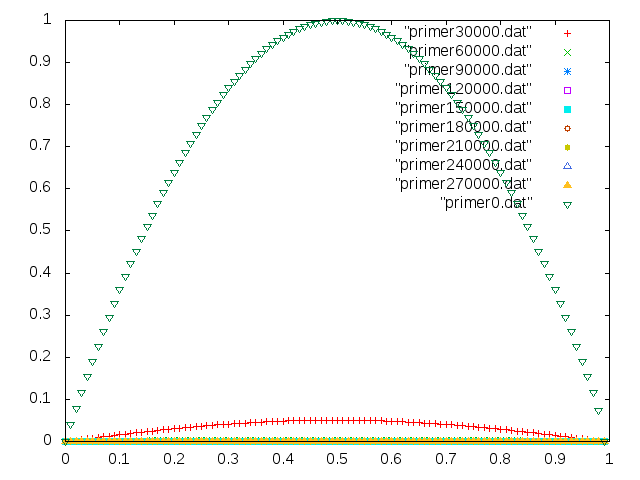 1
0.9
0.8
0.7
0.6
0.5
0.4
0.3
0.2
0.1
0
0 0.1 0.2 0.3 0.4 0.5 0.6 0.7 0.8 0.9 1
"primer30000.dat"
"primer60000.dat"
"primer90000.dat"
"primer120000.dat"
"primer150000.dat"
"primer180000.dat"
"primer210000.dat"
"primer240000.dat"
"primer270000.dat"
"primer0.dat"